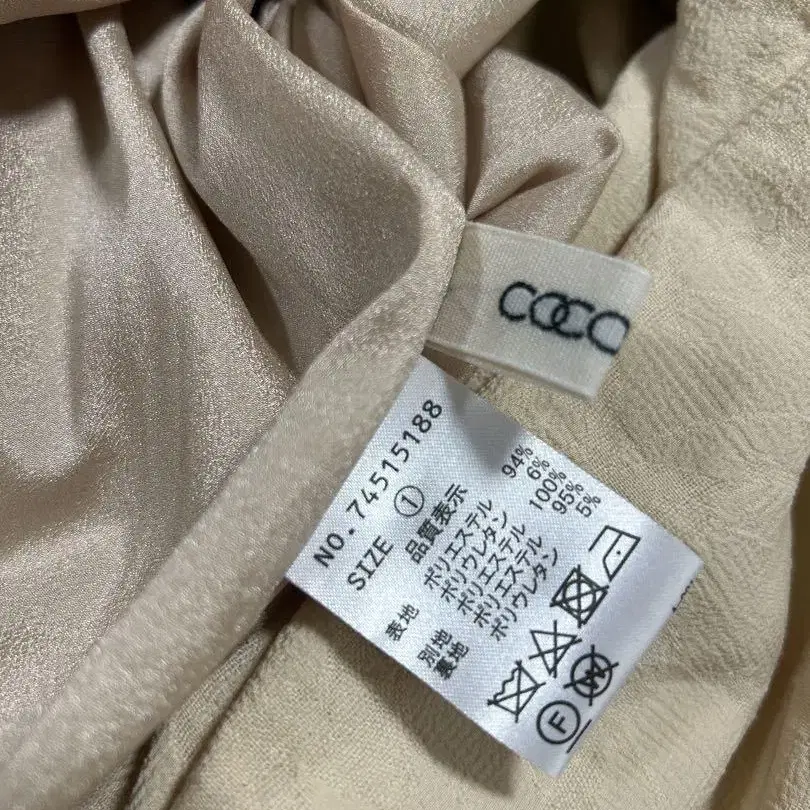 COCO
NO.74515188
SIZE ①
品質表示
表地 ポリエステル 94%
ポリウレタン 6%
別地 ポリエステル 100%
裏地 ポリエステル 95%
ポリウレタン 5%
F
W